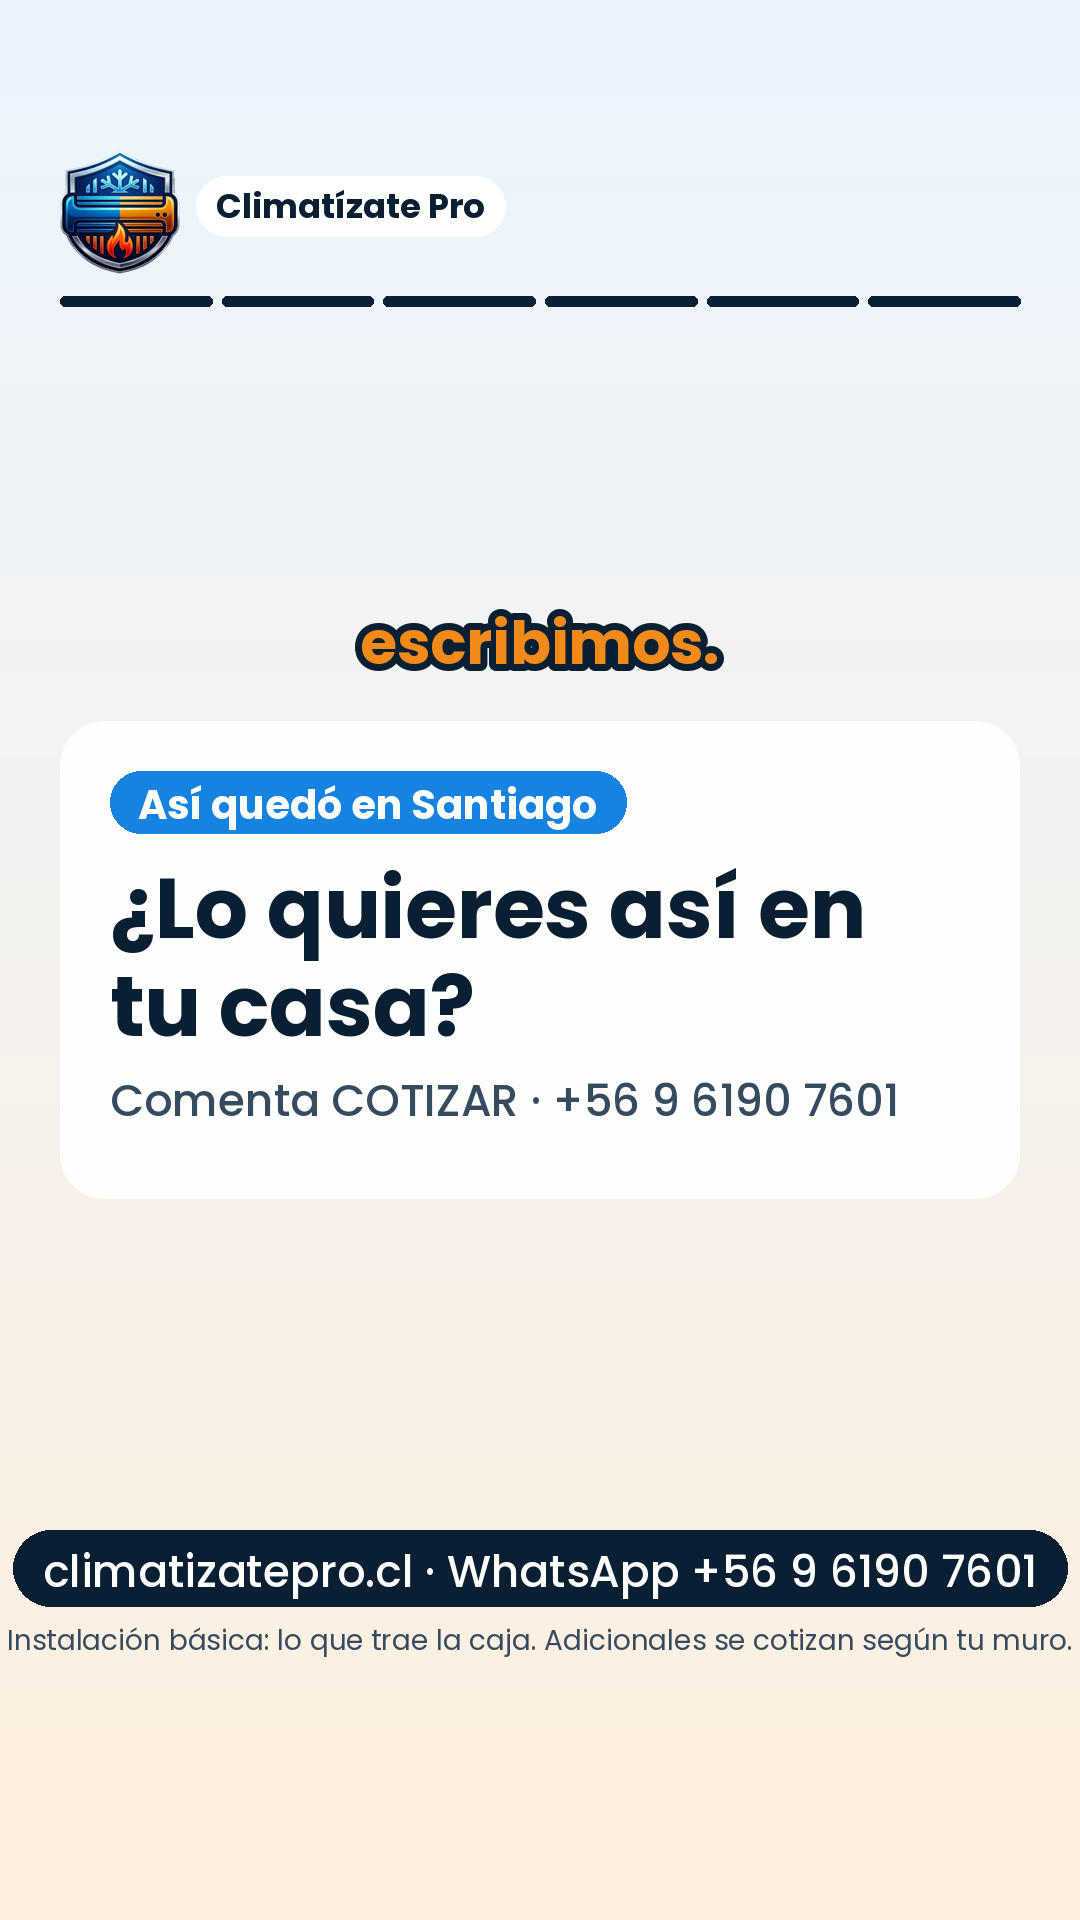 Climatízate Pro
escribimos.
Así quedó en Santiago
¿Lo quieres así en
tu casa?
Comenta COTIZAR · +56 9 6190 7601
climatizatepro.cl · WhatsApp +56 9 6190 7601
Instalación básica: lo que trae la caja. Adicionales se cotizan según tu muro.